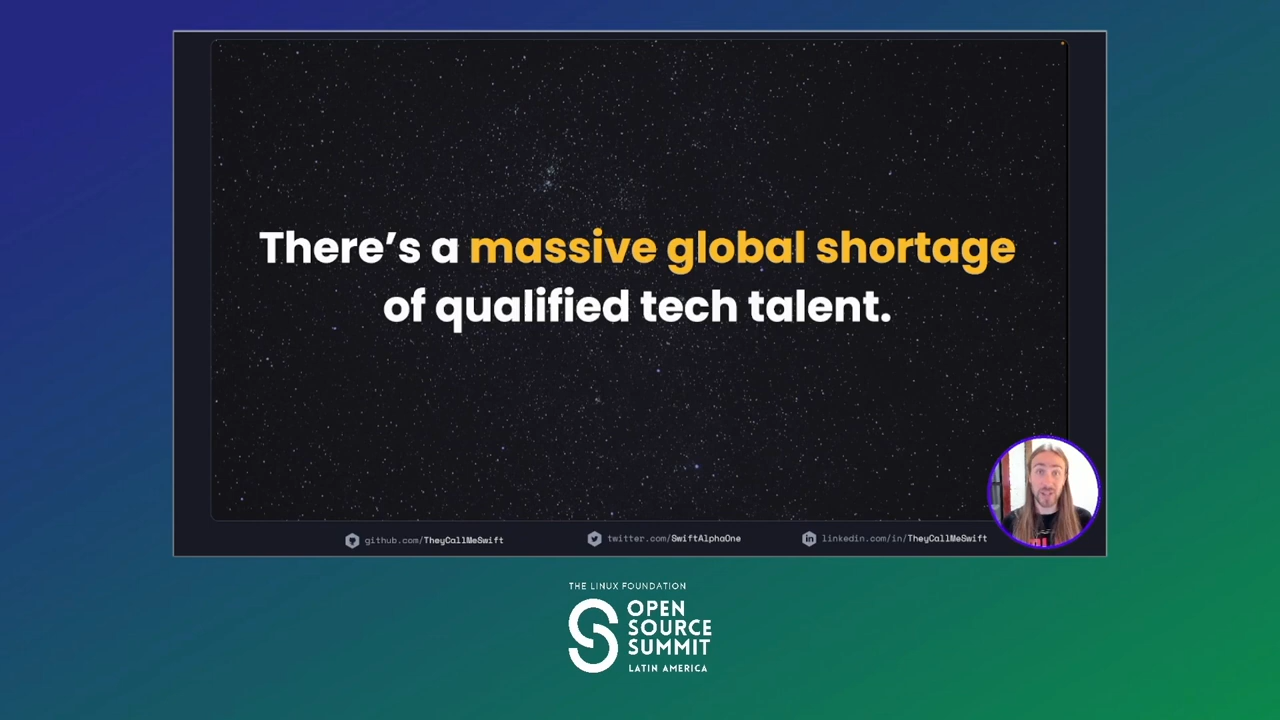 There's a massive global shortage
of qualified tech talent.
github.com/TheyCallMeSwift
twitter.com/SwiftAlphaOne
linkedin.com/in/TheyCallMeSwift
THE LINUX FOUNDATION
OPEN
SOURCE
SUMMIT
LATIN AMERICA